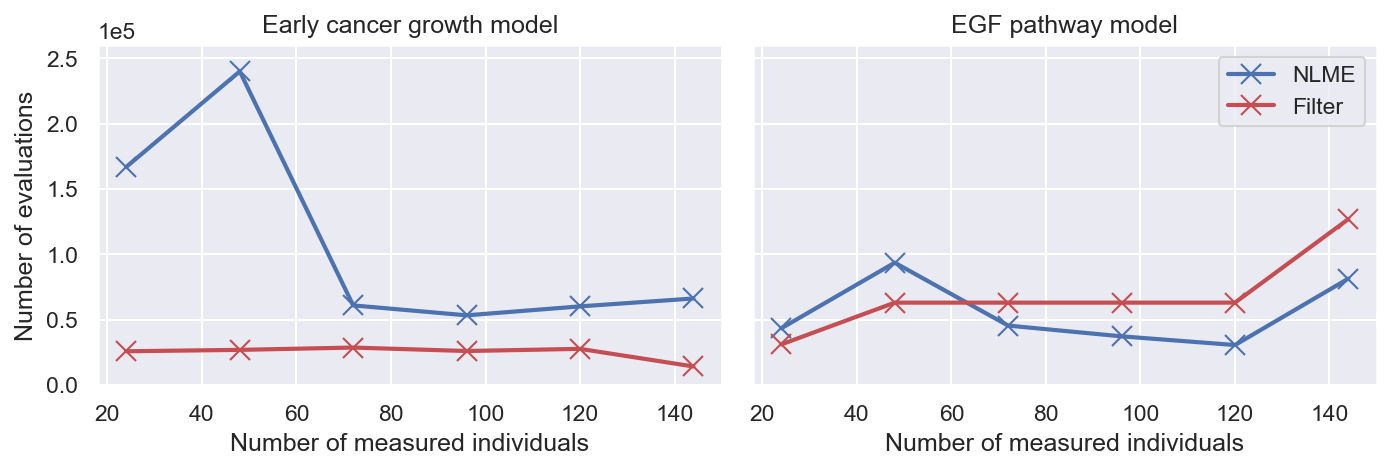 Early cancer growth model
EGF pathway model
1e5
Number of evaluations
2.5
2.0
1.5
1.0
0.5
0.0
20 40 60 80 100 120 140
Number of measured individuals
NLME
Filter
20 40 60 80 100 120 140
Number of measured individuals